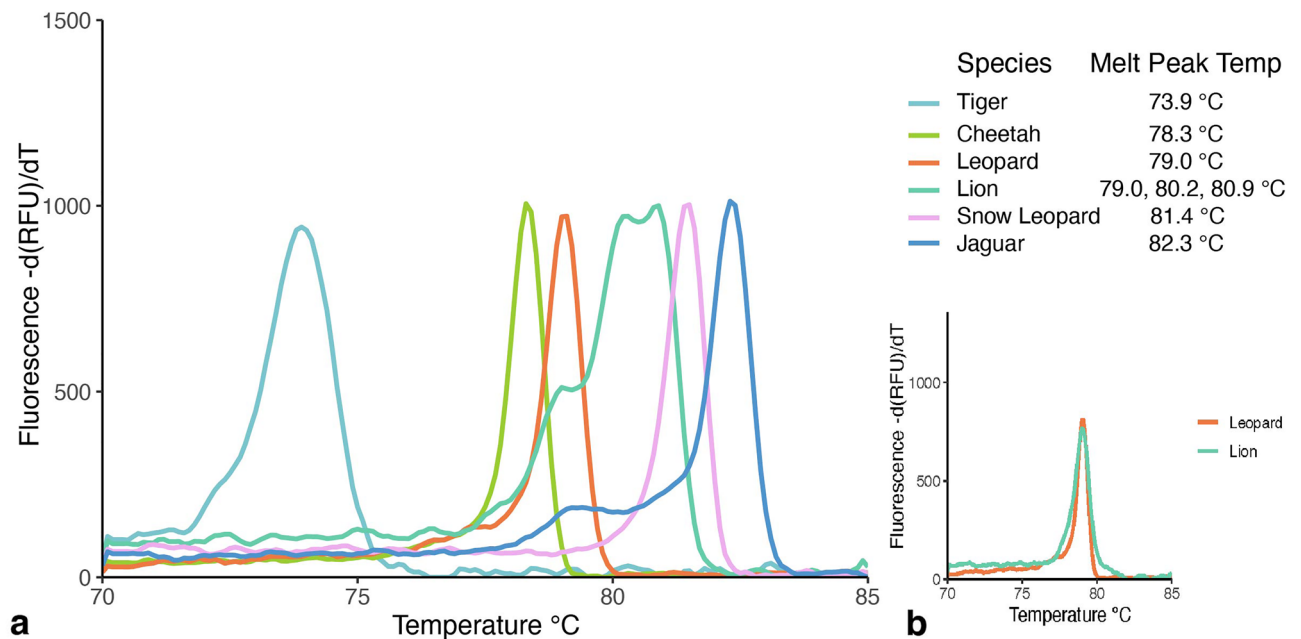 1500
1000
500
0
70
75
80
85
Fluorescence -d(RFU)/dT
Temperature °C
a
Species Melt Peak Temp
Tiger 73.9 °C
Cheetah 78.3 °C
Leopard 79.0 °C
Lion 79.0, 80.2, 80.9 °C
Snow Leopard 81.4 °C
Jaguar 82.3 °C
1000
500
0
70
75
80
85
Fluorescence -d(RFU)/dT
Temperature °C
Leopard
Lion
b